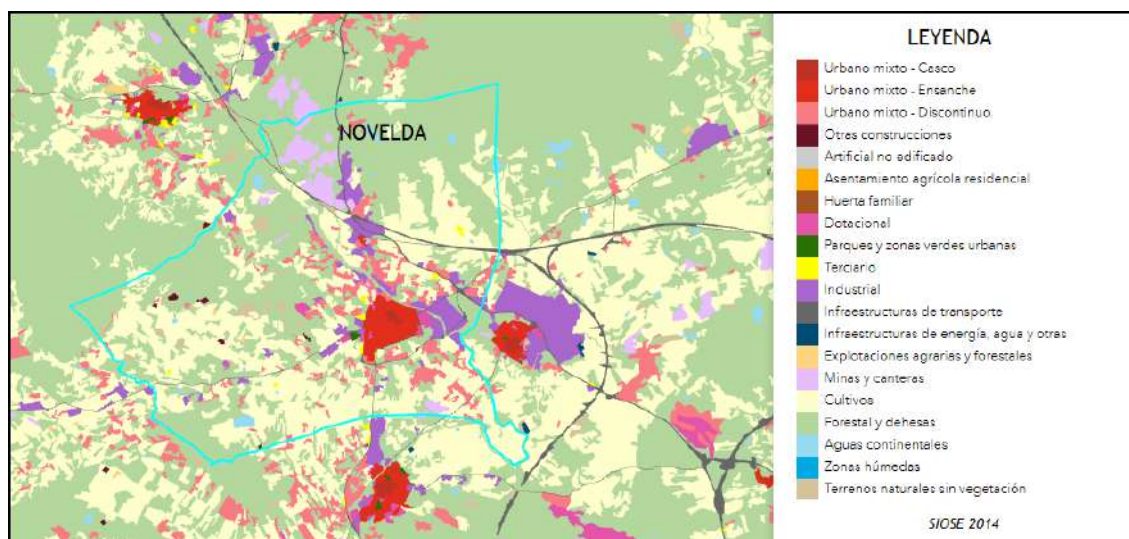 NOVELDA
LEYENDA
Urbano mixto - Casco
Urbano mixto - Ensanche
Urbano mixto - Discontinuo
Otras construcciones
Artificial no edificado
Asentamiento agrícola residencial
Huerta familiar
Dotacional
Parques y zonas verdes urbanas
Terciario
Industrial
Infraestructuras de transporte
Infraestructuras de energía, agua y otras
Explotaciones agrarias y forestales
Minas y canteras
Cultivos
Forestal y dehesas
Aguas continentales
Zonas húmedas
Terrenos naturales sin vegetación
SIOSE 2014